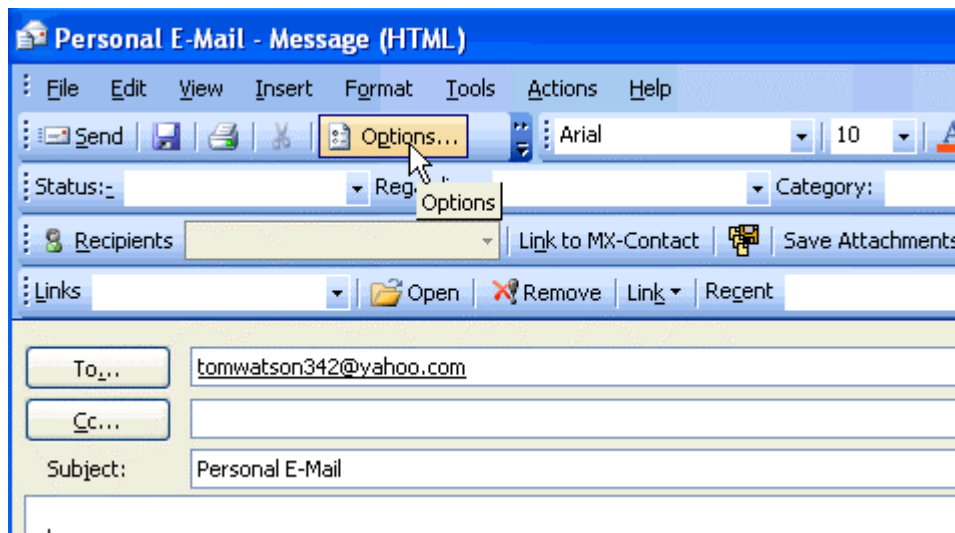 Personal E-Mail - Message (HTML)
File Edit View Insert Format Tools Actions Help
Send Options... Arial 10 A
Status:- Category:
Options
Recipients Link to MX-Contact Save Attachments
Links Open Remove Link Recent
To... tomwatson342@yahoo.com
Cc...
Subject: Personal E-Mail